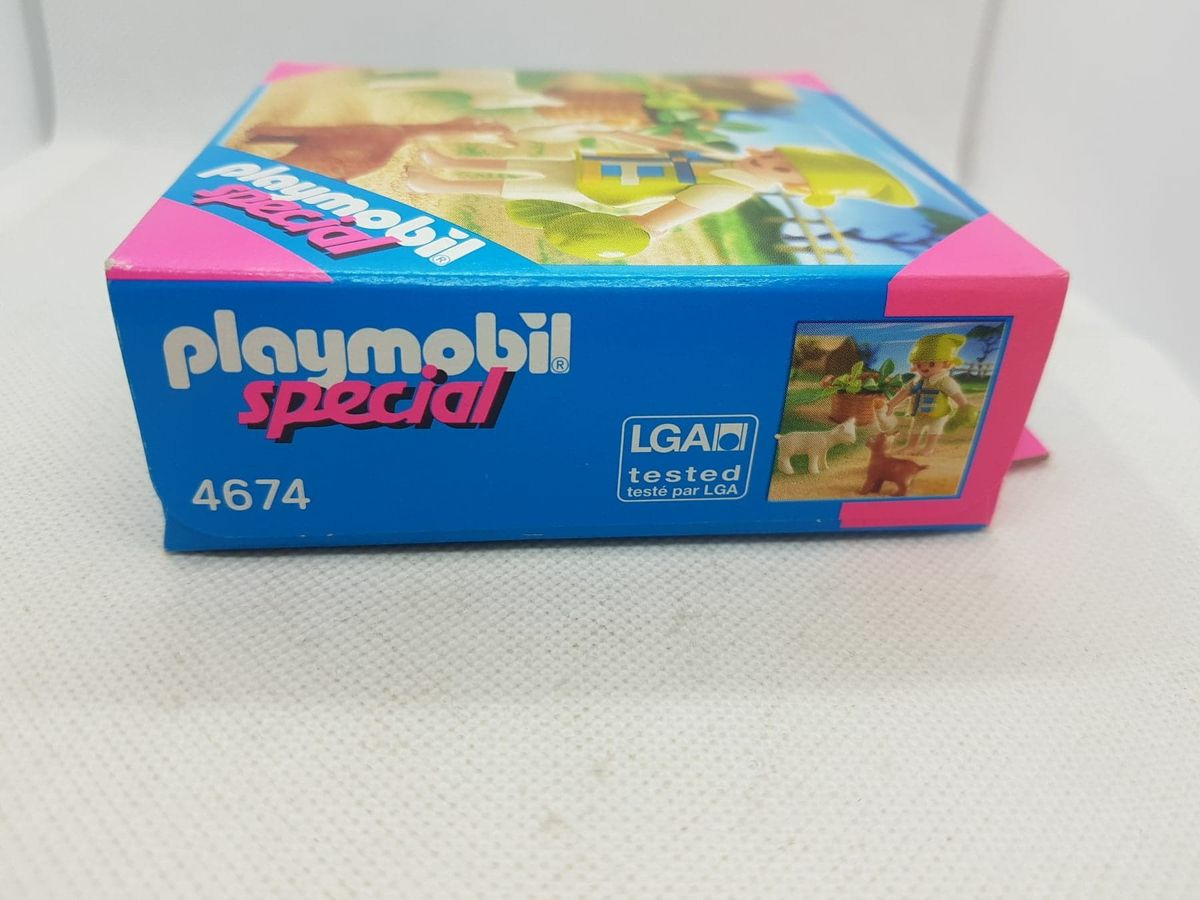 playmobil®
special
playmobil®
special
4674
LGA
tested
testé par LGA